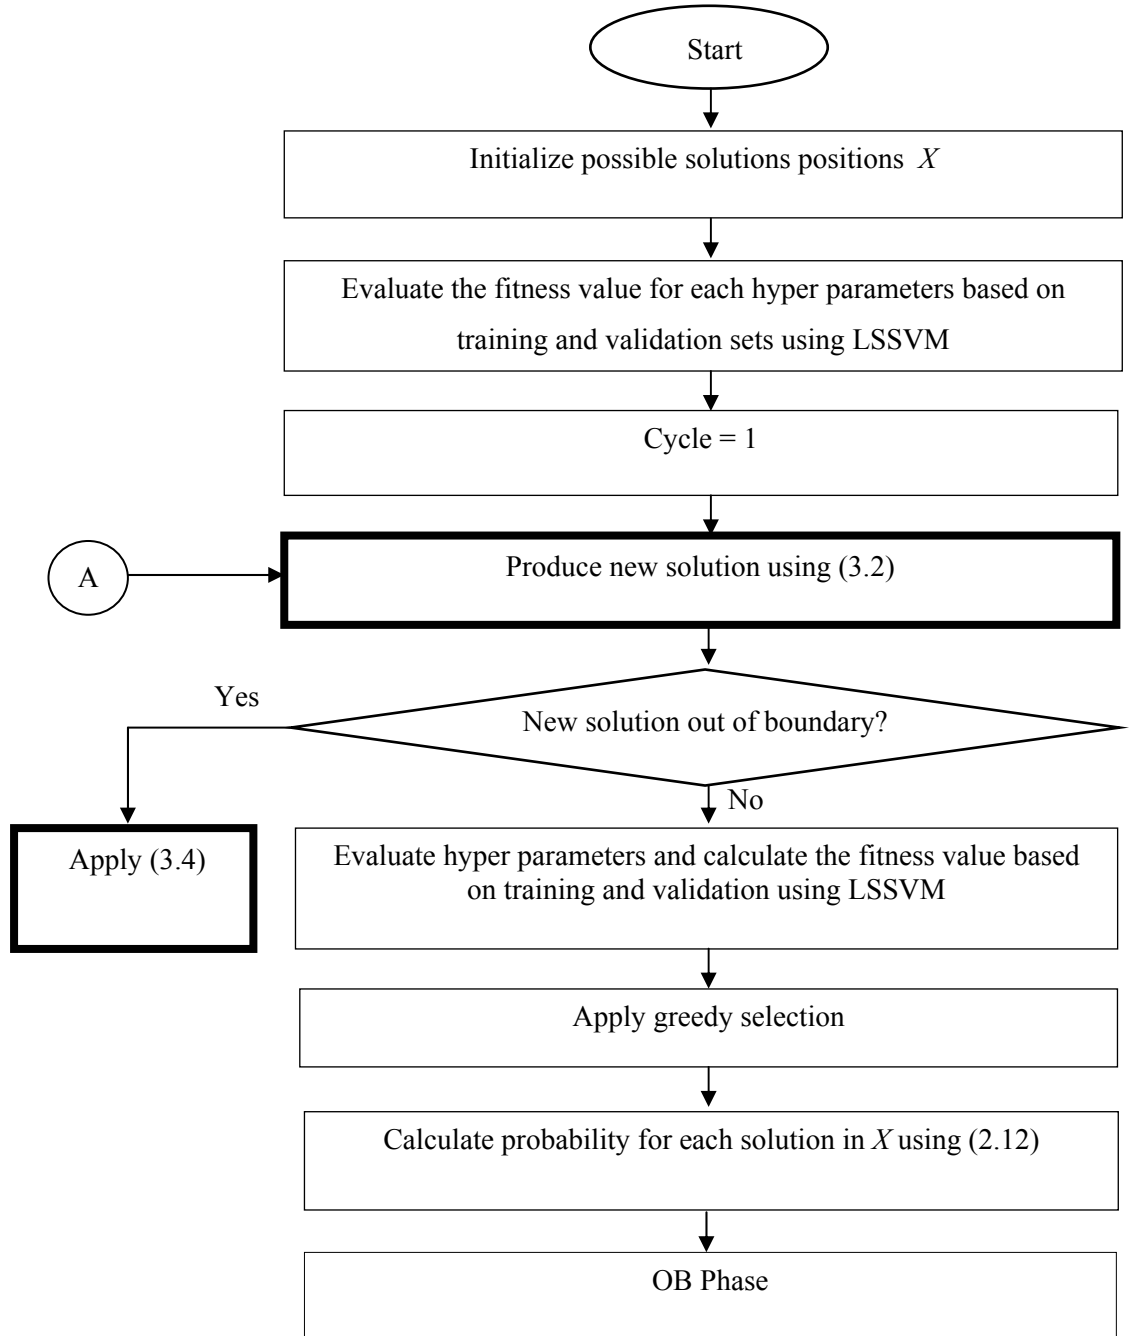 Start
Initialize possible solutions positions X
Evaluate the fitness value for each hyper parameters based on
training and validation sets using LSSVM
Cycle = 1
A
Produce new solution using (3.2)
Yes
New solution out of boundary?
No
Apply (3.4)
Evaluate hyper parameters and calculate the fitness value based
on training and validation using LSSVM
Apply greedy selection
Calculate probability for each solution in X using (2.12)
OB Phase